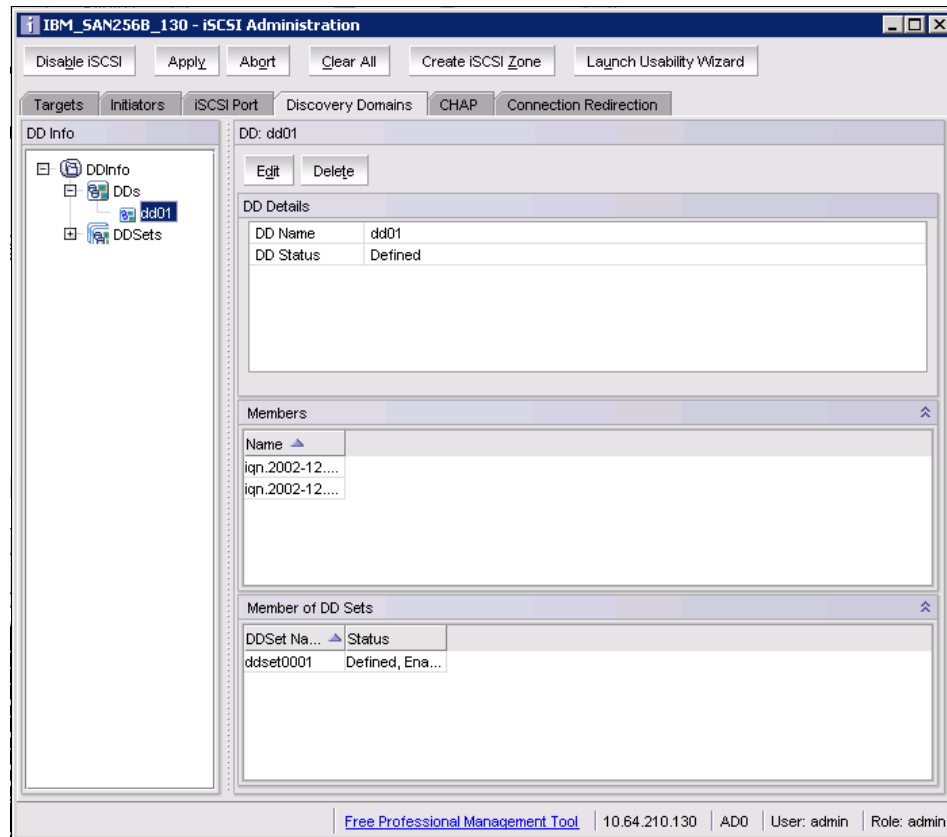 IBM_SAN256B_130 - iSCSI Administration
Disable iSCSI Apply Abort Clear All Create iSCSI Zone Launch Usability Wizard
Targets Initiators iSCSI Port Discovery Domains CHAP Connection Redirection
DD Info
DDInfo
DDs
dd01
DDSets
DD: dd01
Edit Delete
DD Details
DD Name dd01
DD Status Defined
Members
Name
iqn.2002-12....
iqn.2002-12....
Member of DD Sets
DDSet Na... Status
ddset0001 Defined, Ena...
Free Professional Management Tool 10.64.210.130 AD0 User: admin Role: admin